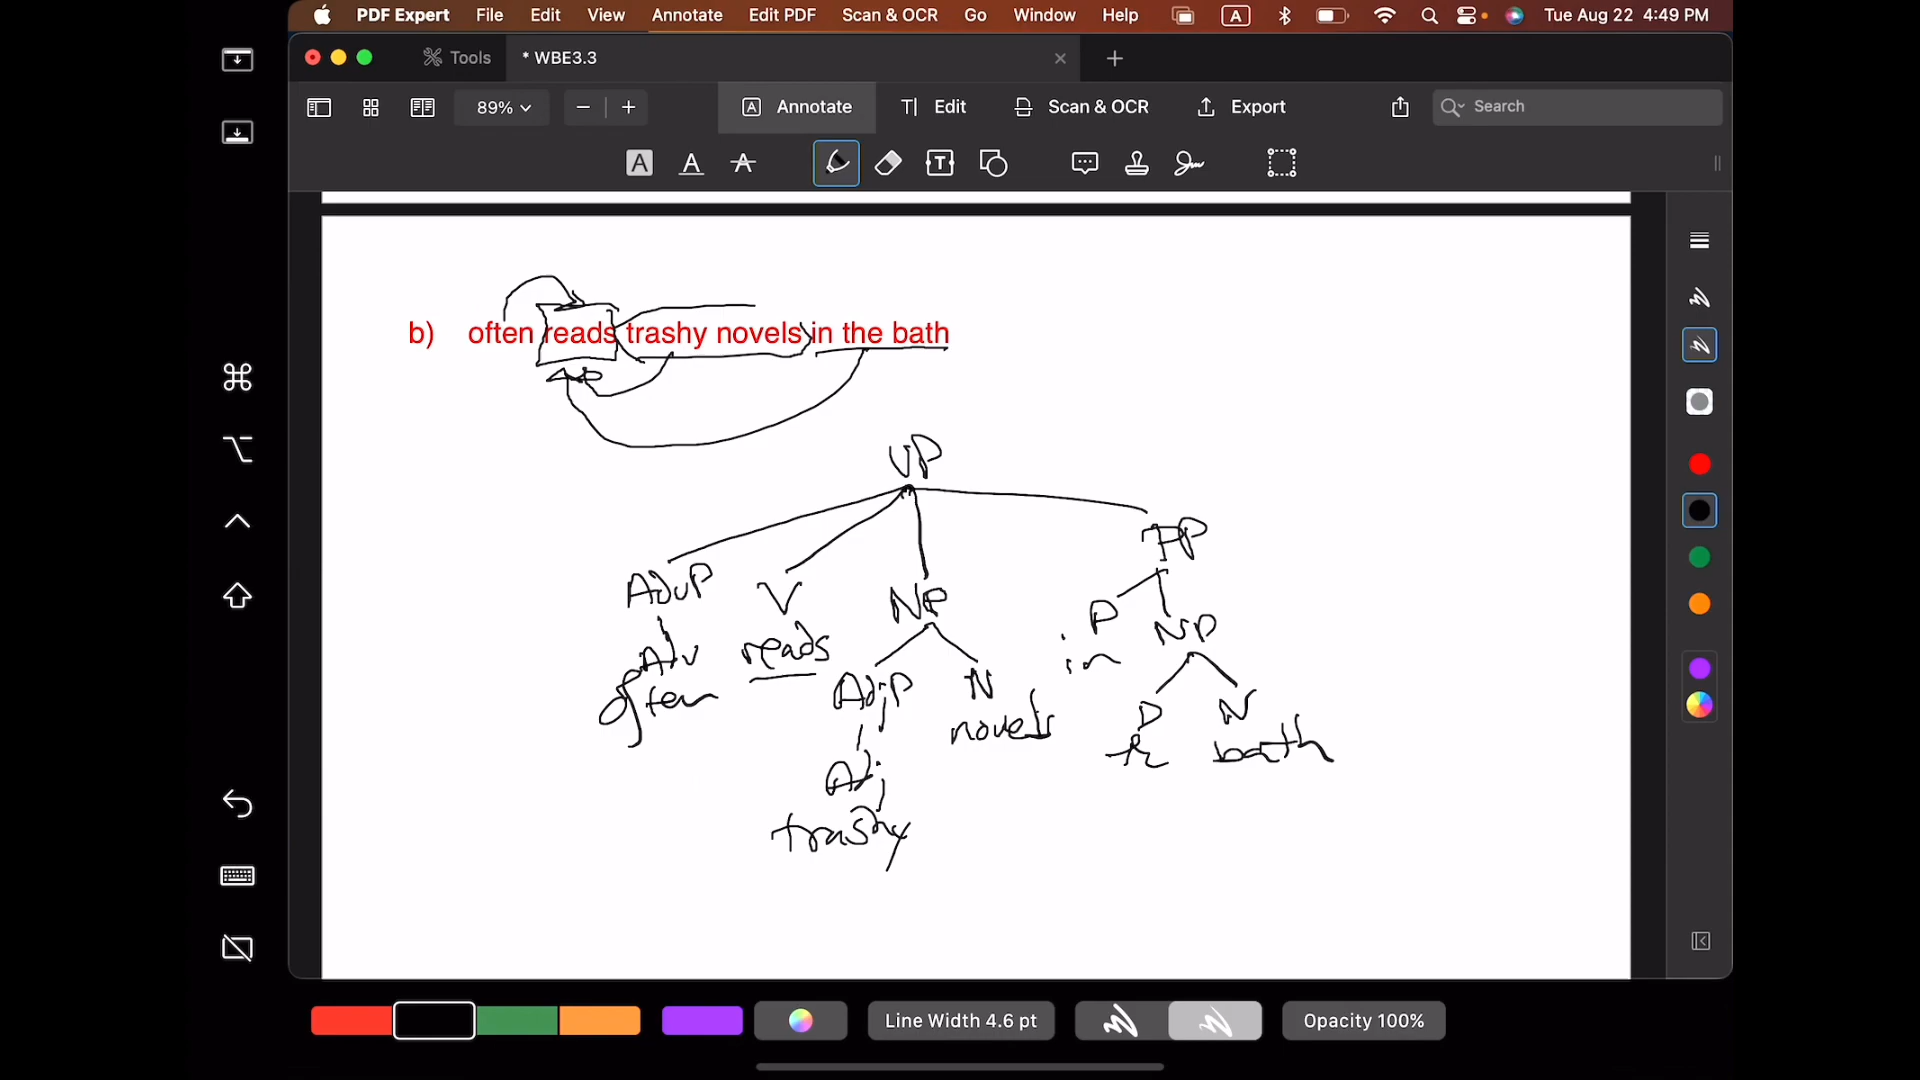 PDF Expert File Edit View Annotate Edit PDF Scan & OCR Go Window Help A Tue Aug 22 4:49 PM
Tools * WBE3.3
89% Annotate Edit Scan & OCR Export Search
b) often reads trashy novels in the bath
VP
AdvP V NP PP
Adv reads P NP
often AdjP N in
novels D N
Adj the bath
trashy
Line Width 4.6 pt Opacity 100%